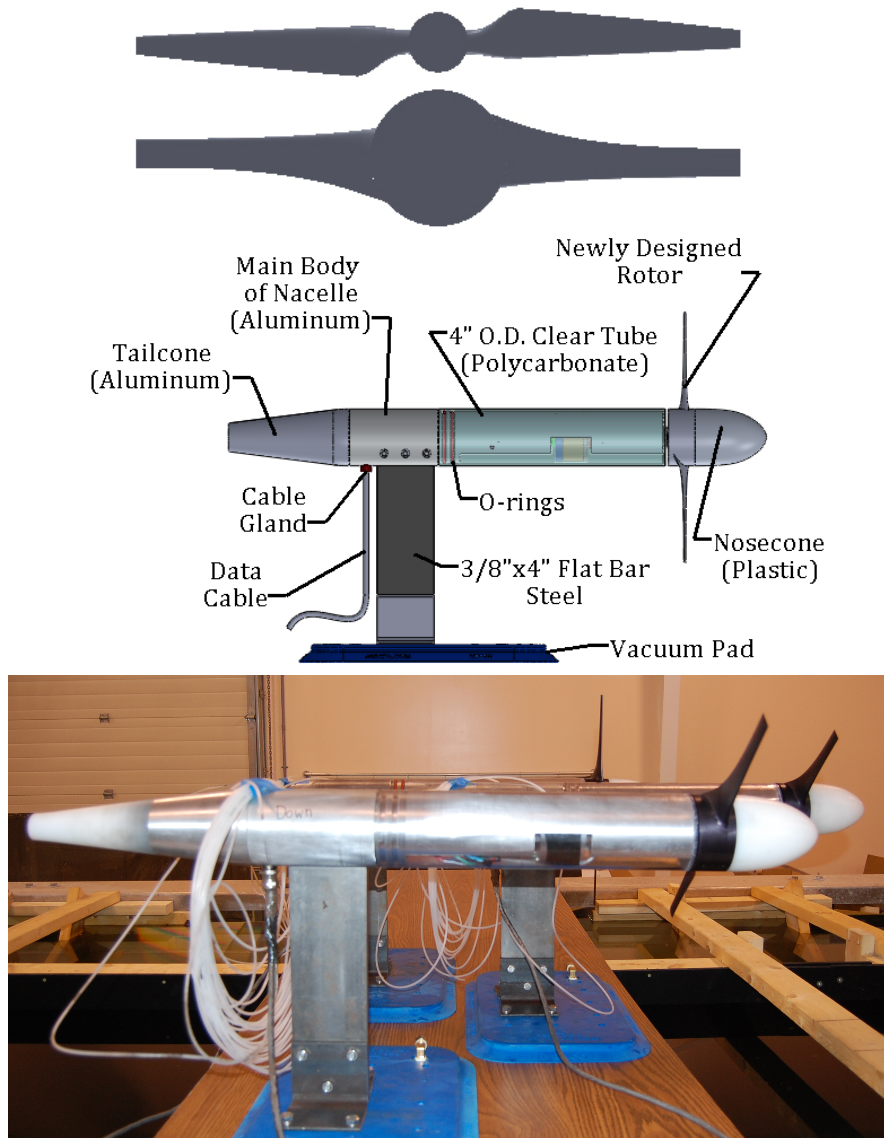 Newly Designed
Rotor
Main Body
of Nacelle
(Aluminum)
4" O.D. Clear Tube
(Polycarbonate)
Tailcone
(Aluminum)
Cable
Gland
O-rings
Nosecone
(Plastic)
Data
Cable
3/8"x4" Flat Bar
Steel
Vacuum Pad
Down